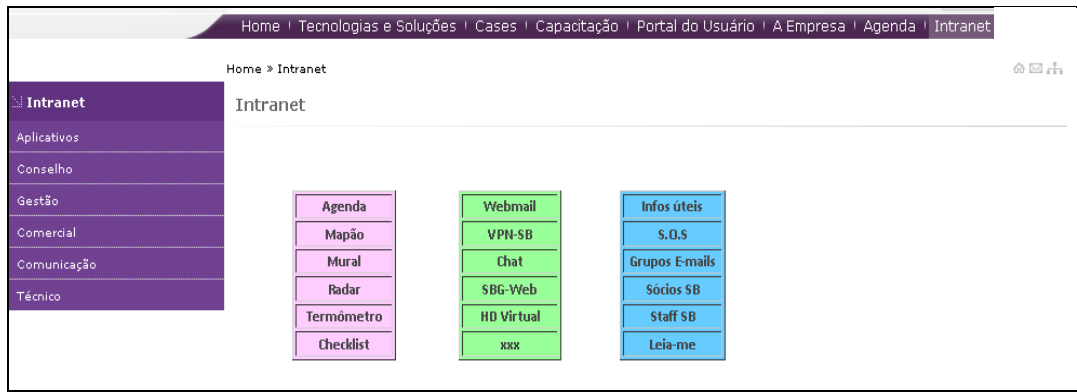 Home Tecnologias e Soluções Cases Capacitação Portal do Usuário A Empresa Agenda Intranet
Home » Intranet
Intranet
Aplicativos
Conselho
Gestão
Comercial
Comunicação
Técnico
Intranet
Agenda
Mapão
Mural
Radar
Termômetro
Checklist
Webmail
VPN-SB
Chat
SBG-Web
HD Virtual
xxx
Infos úteis
S.O.S
Grupos E-mails
Sócios SB
Staff SB
Leia-me